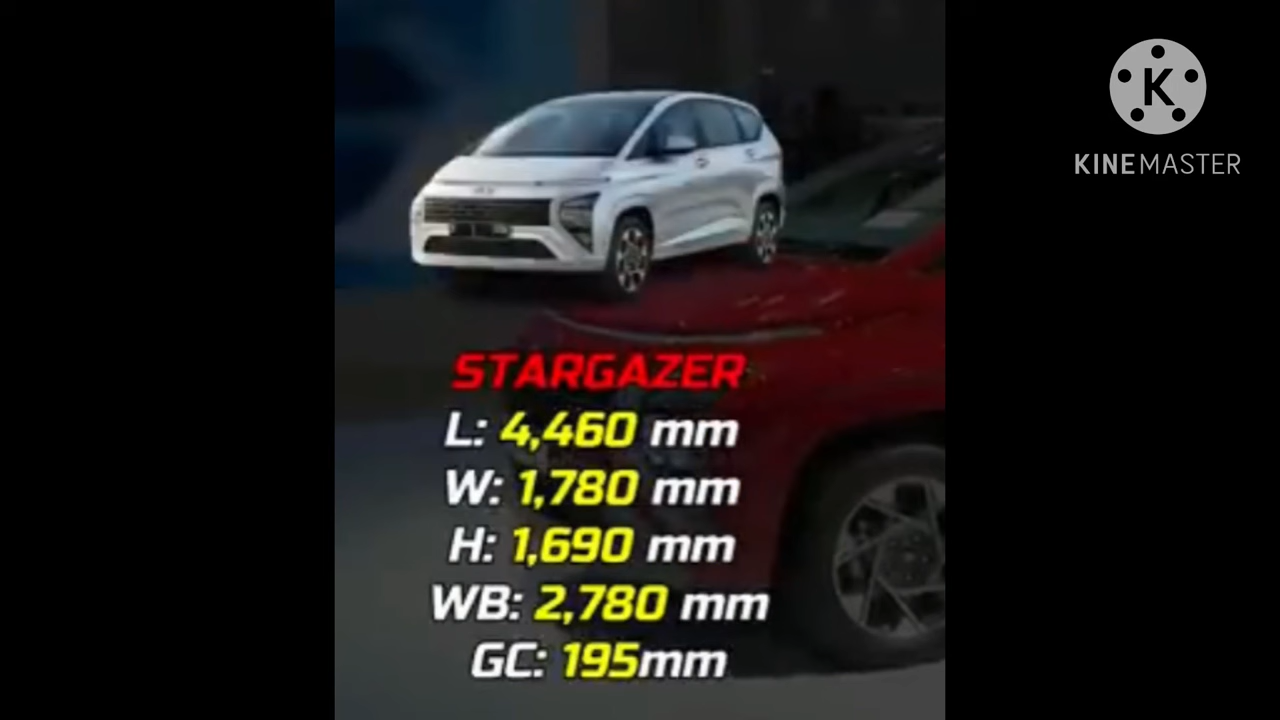 K
KINEMASTER
STARGAZER
L: 4,460 mm
W: 1,780 mm
H: 1,690 mm
WB: 2,780 mm
GC: 195mm